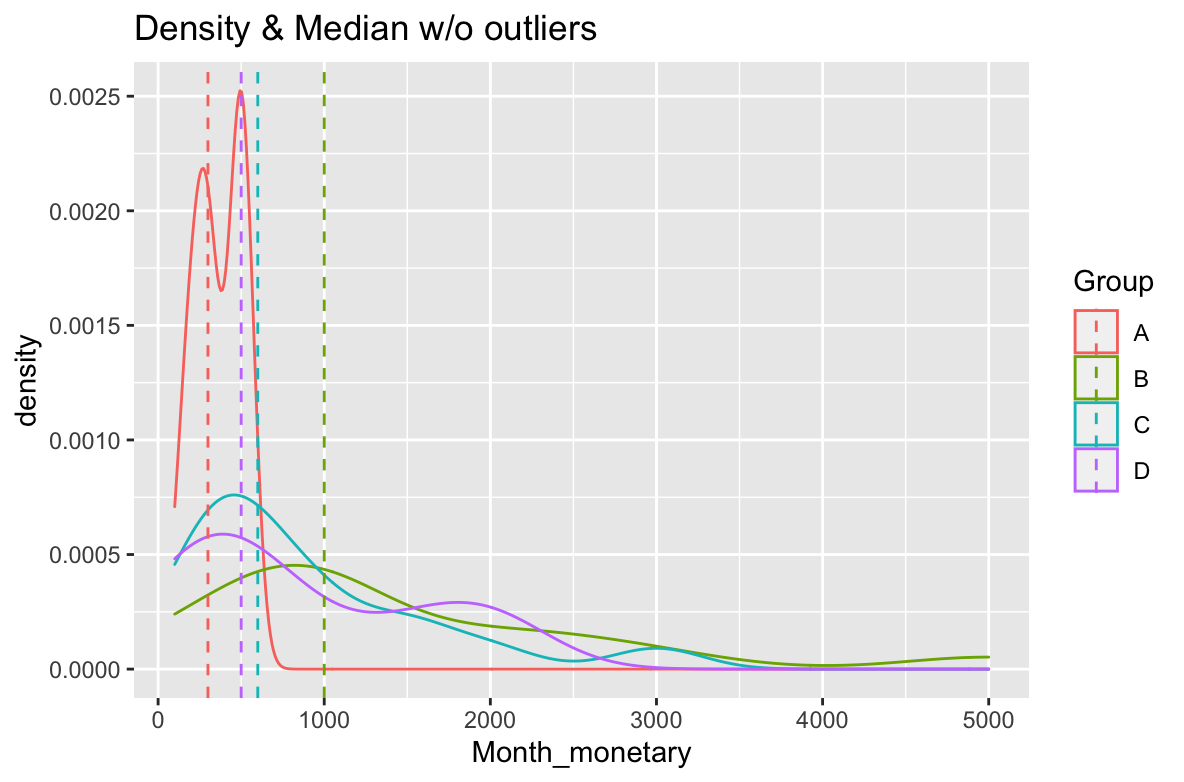 Density & Median w/o outliers
density
0.0025
0.0020
0.0015
0.0010
0.0005
0.0000
0 1000 2000 3000 4000 5000
Month_monetary
Group
A
B
C
D